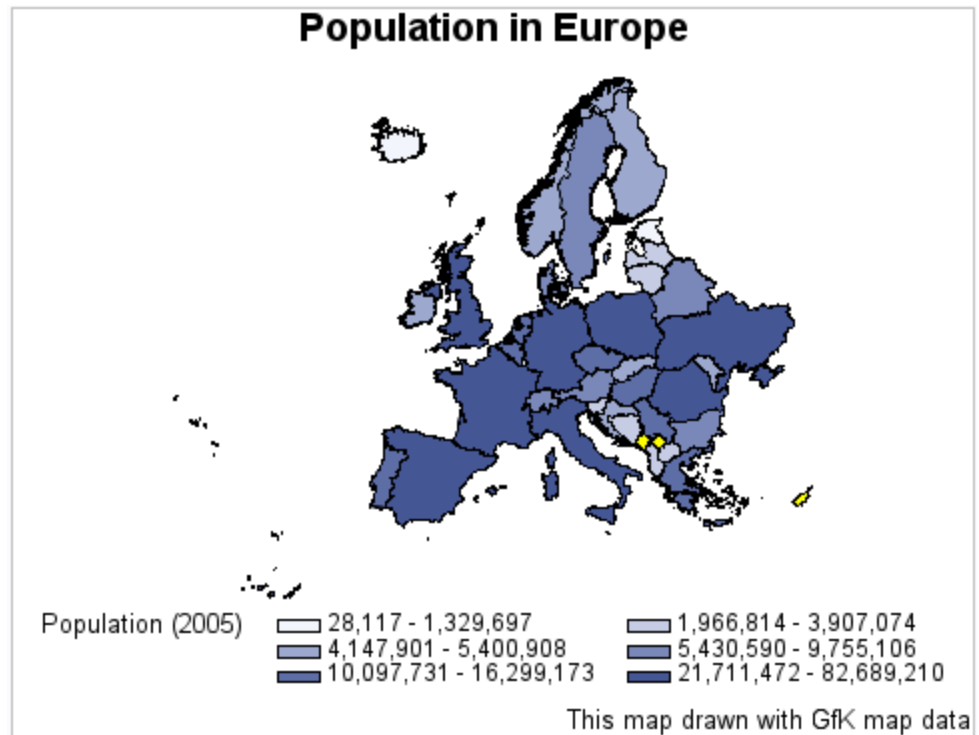 Population in Europe
Population (2005) 28,117 - 1,329,697 1,966,814 - 3,907,074
4,147,901 - 5,400,908 5,430,590 - 9,755,106
10,097,731 - 16,299,173 21,711,472 - 82,689,210
This map drawn with GfK map data